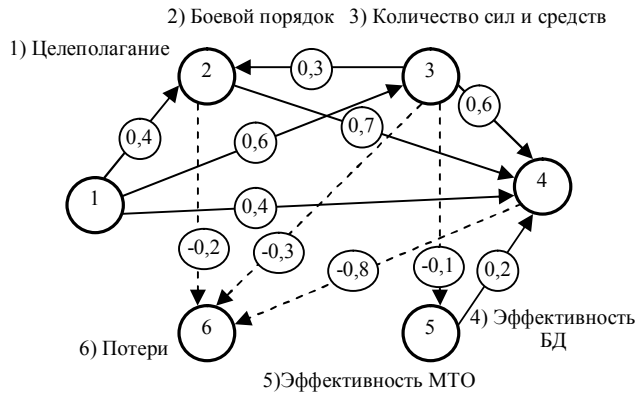 2) Боевой порядок 3) Количество сил и средств
1) Целеполагание
2
0,3
3
0,4
0,6
0,7
0,6
1
0,4
4
-0,2
-0,3
-0,8
-0,1
0,2
6
5
4) Эффективность
БД
6) Потери
5)Эффективность МТО